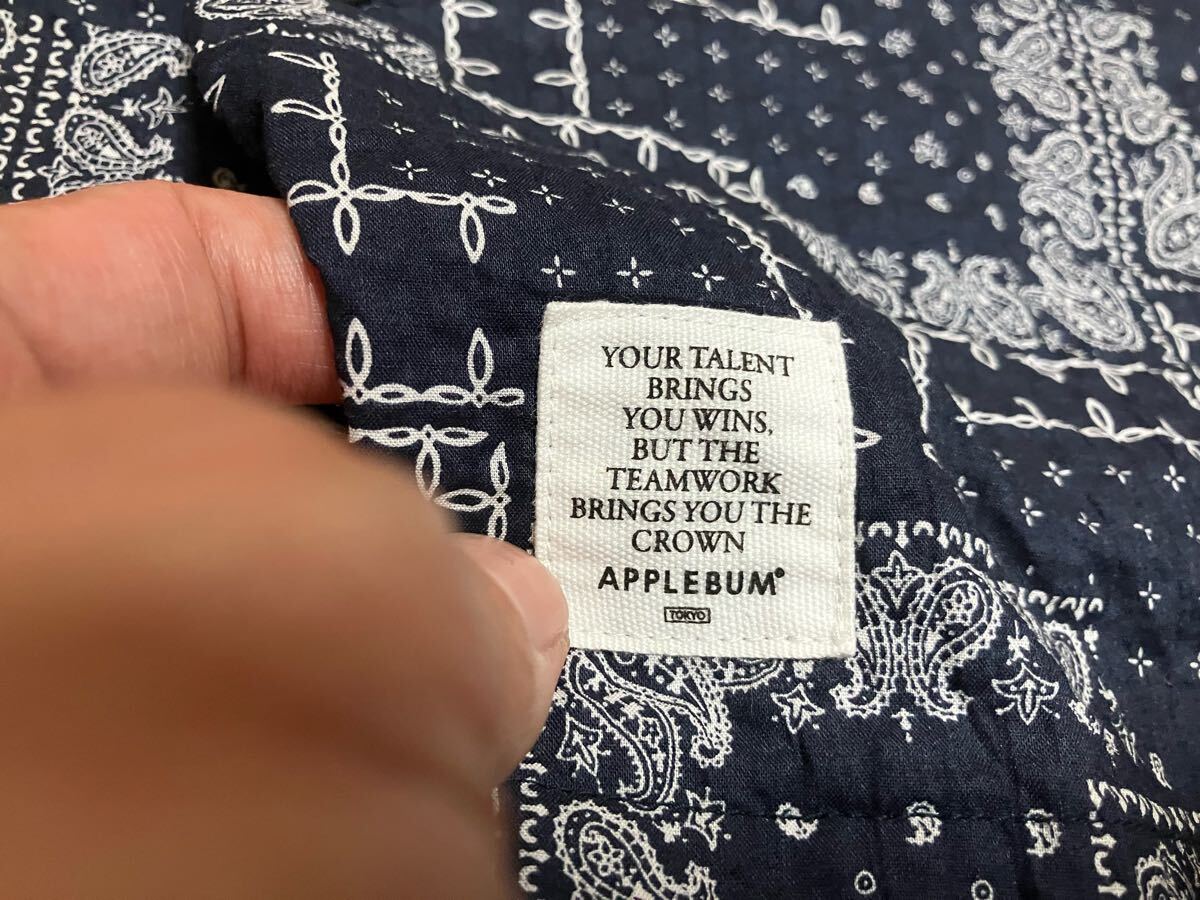 YOUR TALENT
BRINGS
YOU WINS,
BUT THE
TEAMWORK
BRINGS YOU THE
CROWN
APPLEBUM®
TOKYO